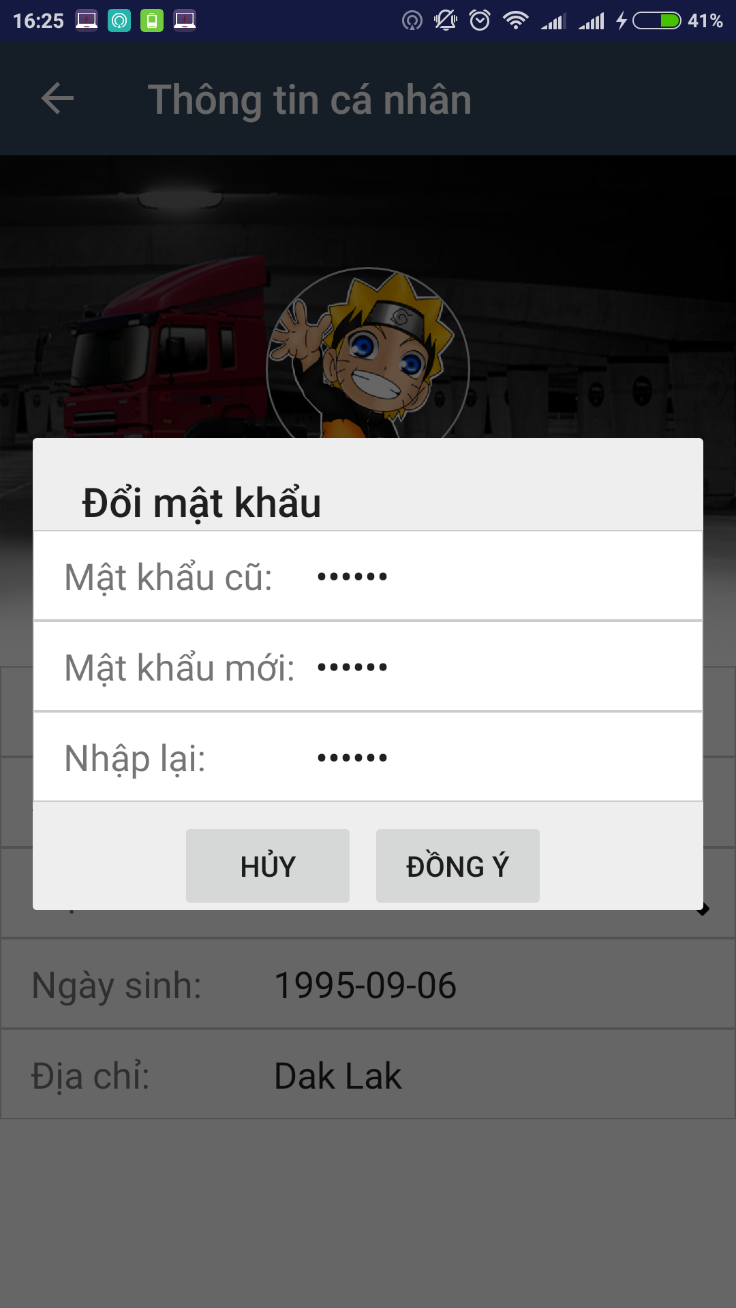 16:25 41%
Thông tin cá nhân
Đổi mật khẩu
Mật khẩu cũ: ••••••
Mật khẩu mới: ••••••
Nhập lại: ••••••
HỦY ĐỒNG Ý
Ngày sinh: 1995-09-06
Địa chỉ: Dak Lak